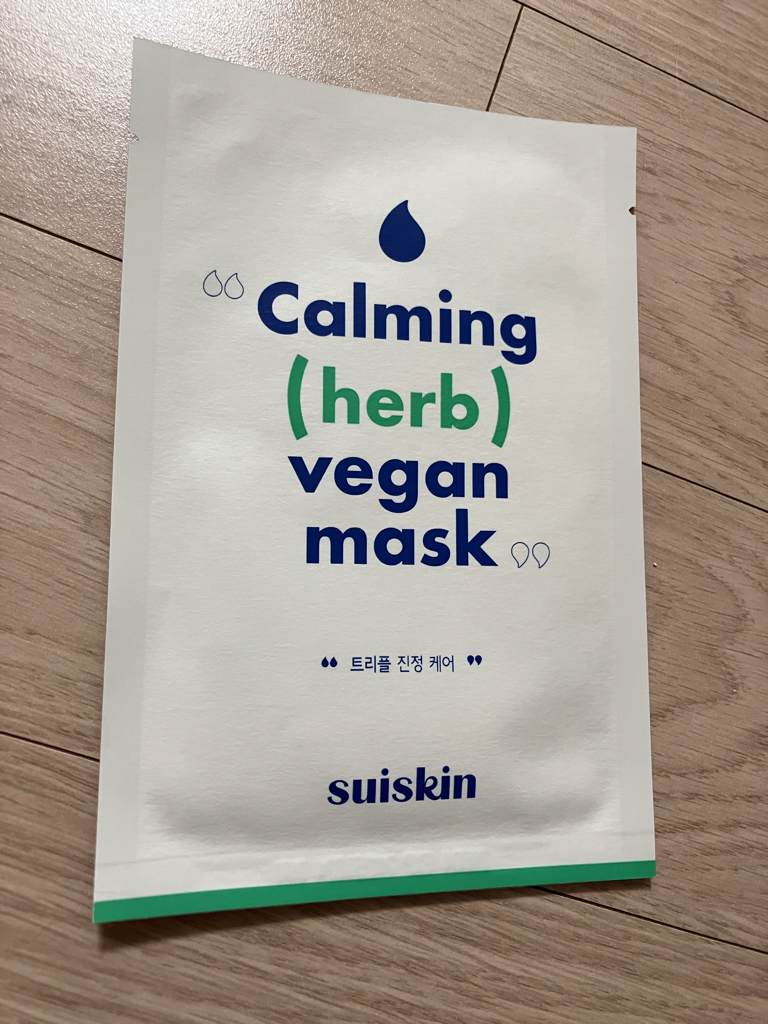 Calming
(herb)
vegan
mask
“ 트리플 진정 케어 ”
suiskin